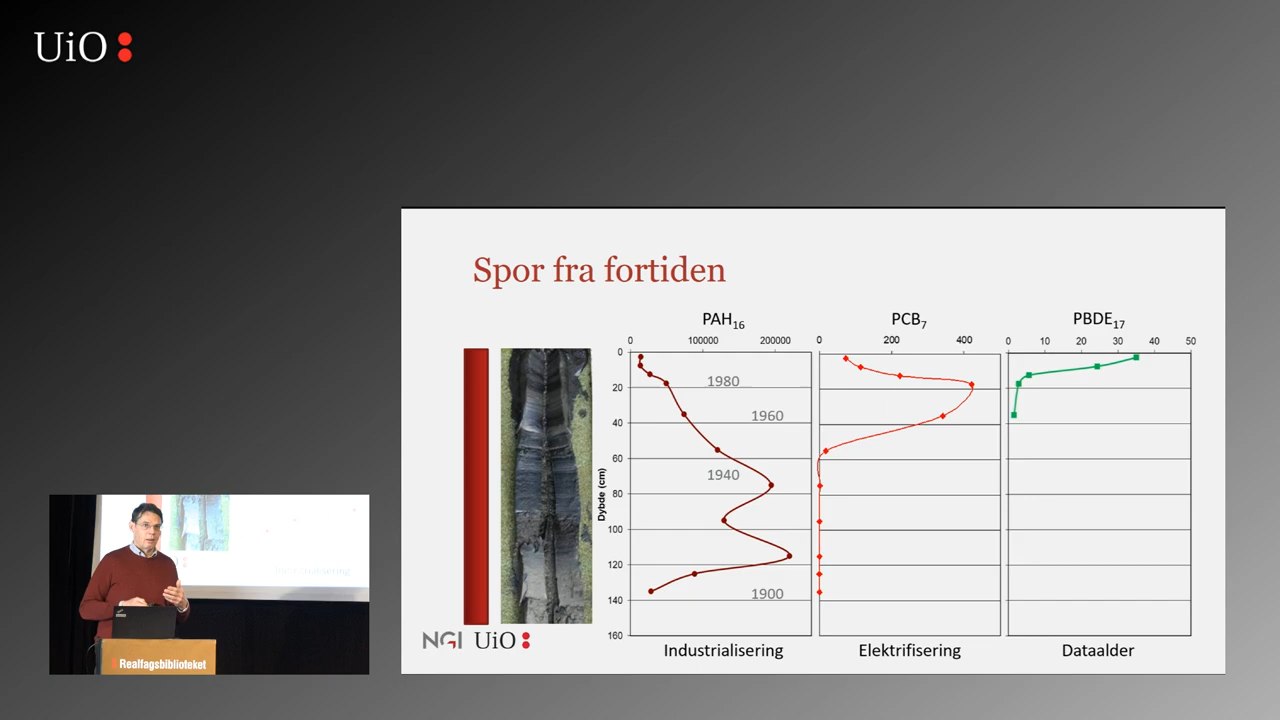 UiO
Spor fra fortiden
PAH16
PCB7
PBDE17
0 100000 200000
0 200 400
0 10 20 30 40 50
0
20
40
60
80
100
120
140
160
Dybde (cm)
1980
1960
1940
1900
NGI UiO
Industrialisering
Elektrifisering
Dataalder
Realfagsbiblioteket